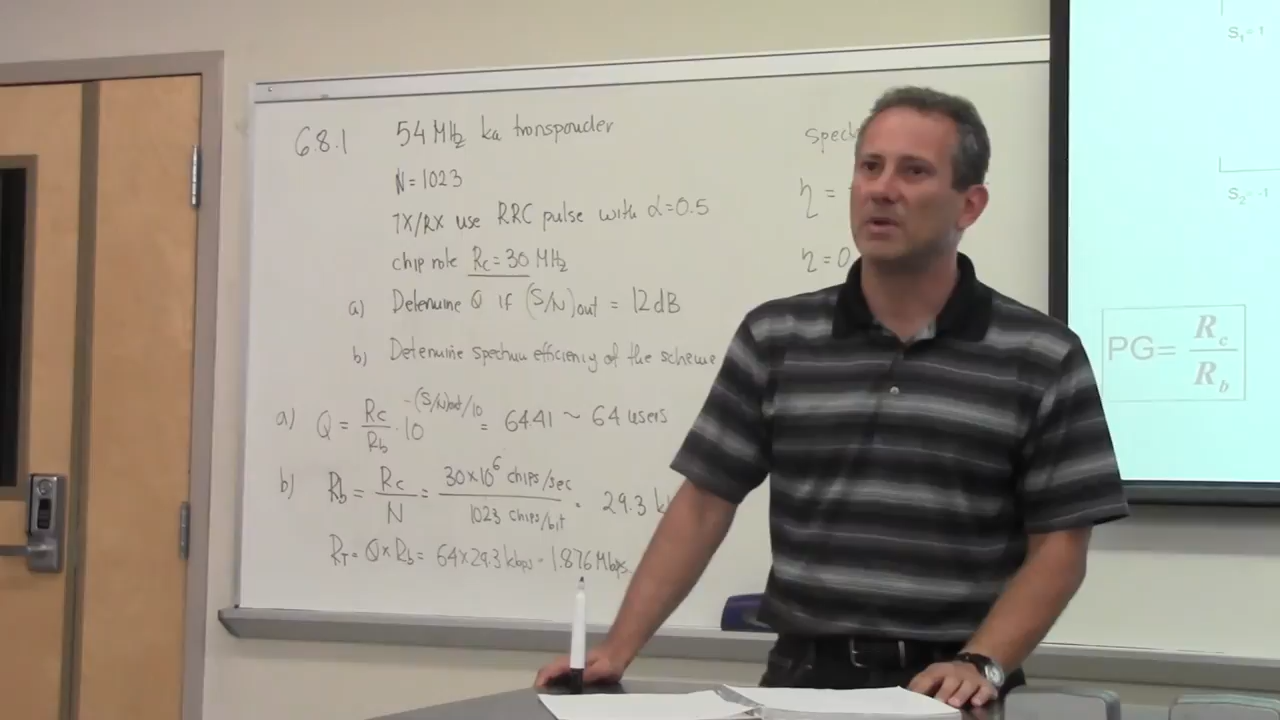 6.8.1 54 MHz ka transponder
N = 1023
TX/RX use RRC pulse with α=0.5
chip rate Rc = 30 MHz
a) Determine Q if (S/N)out = 12dB
b) Determine spectrum efficiency of the scheme
a) Q = Rc/Rb · 10^-(S/N)out/10 = 64.41 ~ 64 users
b) Rb = Rc/N = 30×10^6 chips/sec / 1023 chips/bit = 29.3
RT = Q×Rb = 64×29.3 kbps = 1.876 Mbps
η =
η = 0
S1= 1
S2= -1
PG= Rc/Rb